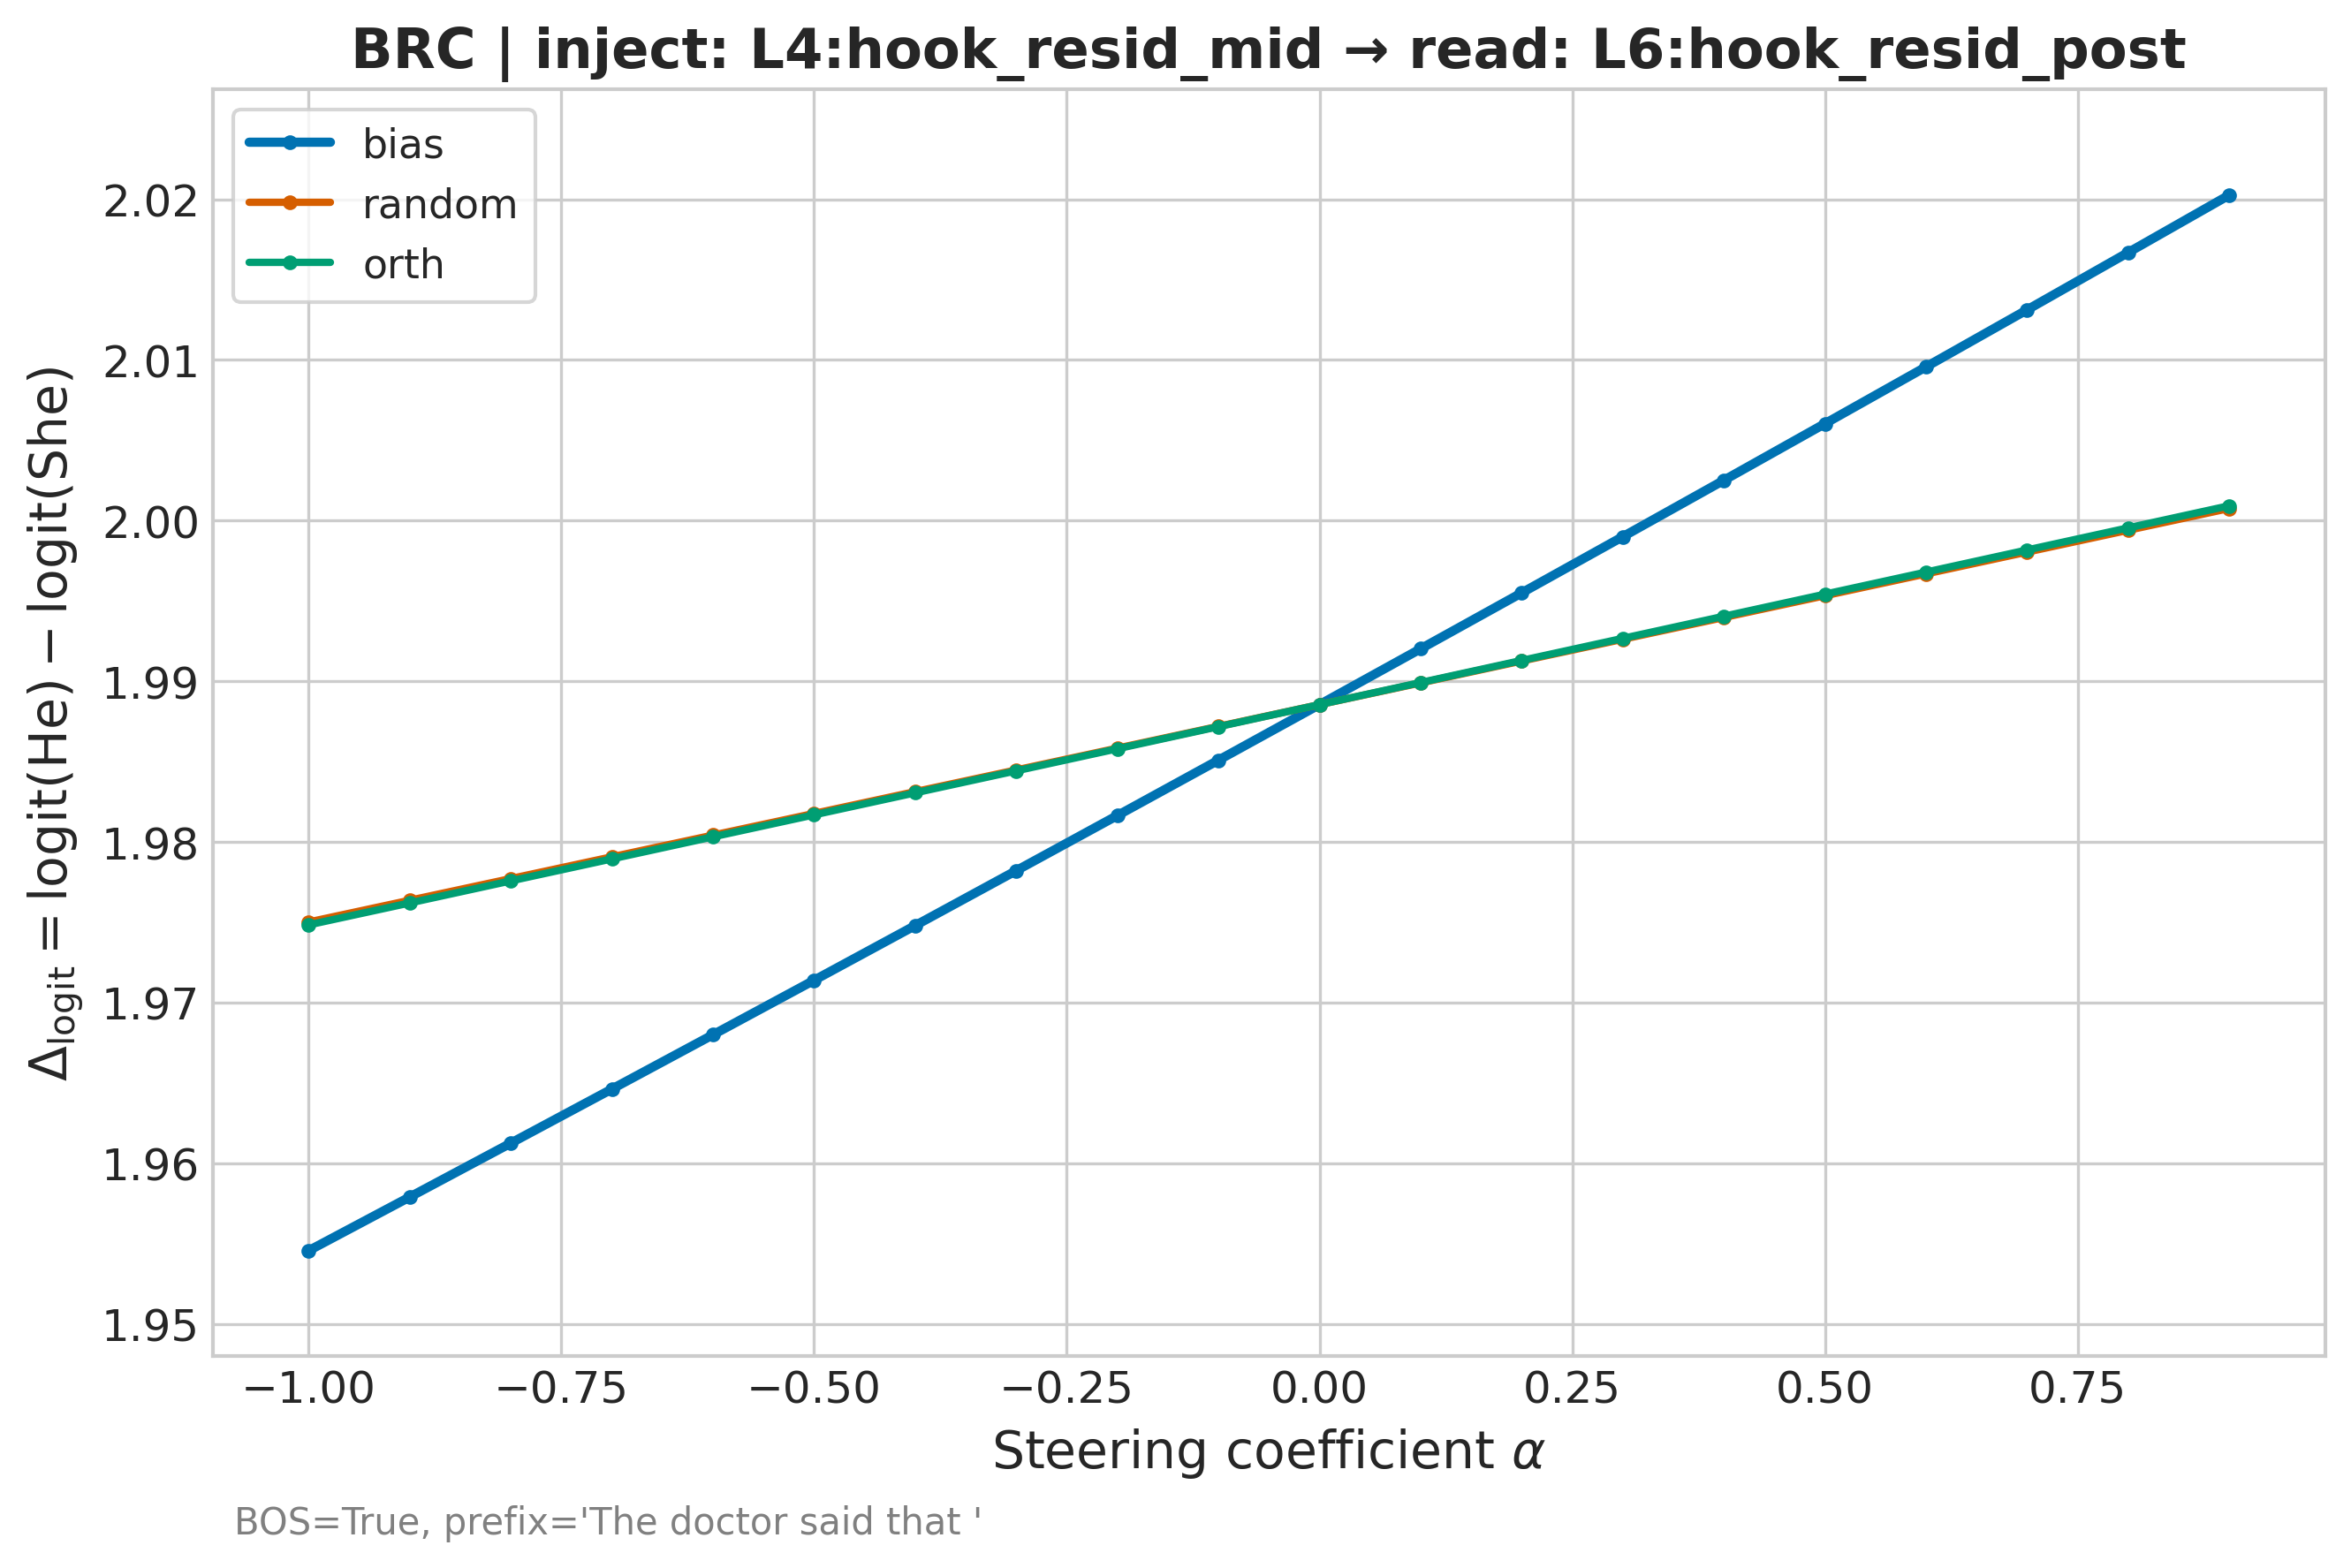 BRC | inject: L4:hook_resid_mid → read: L6:hook_resid_post
bias
random
orth
Δlogit = logit(He) − logit(She)
2.02
2.01
2.00
1.99
1.98
1.97
1.96
1.95
−1.00 −0.75 −0.50 −0.25 0.00 0.25 0.50 0.75
Steering coefficient α
BOS=True, prefix='The doctor said that '